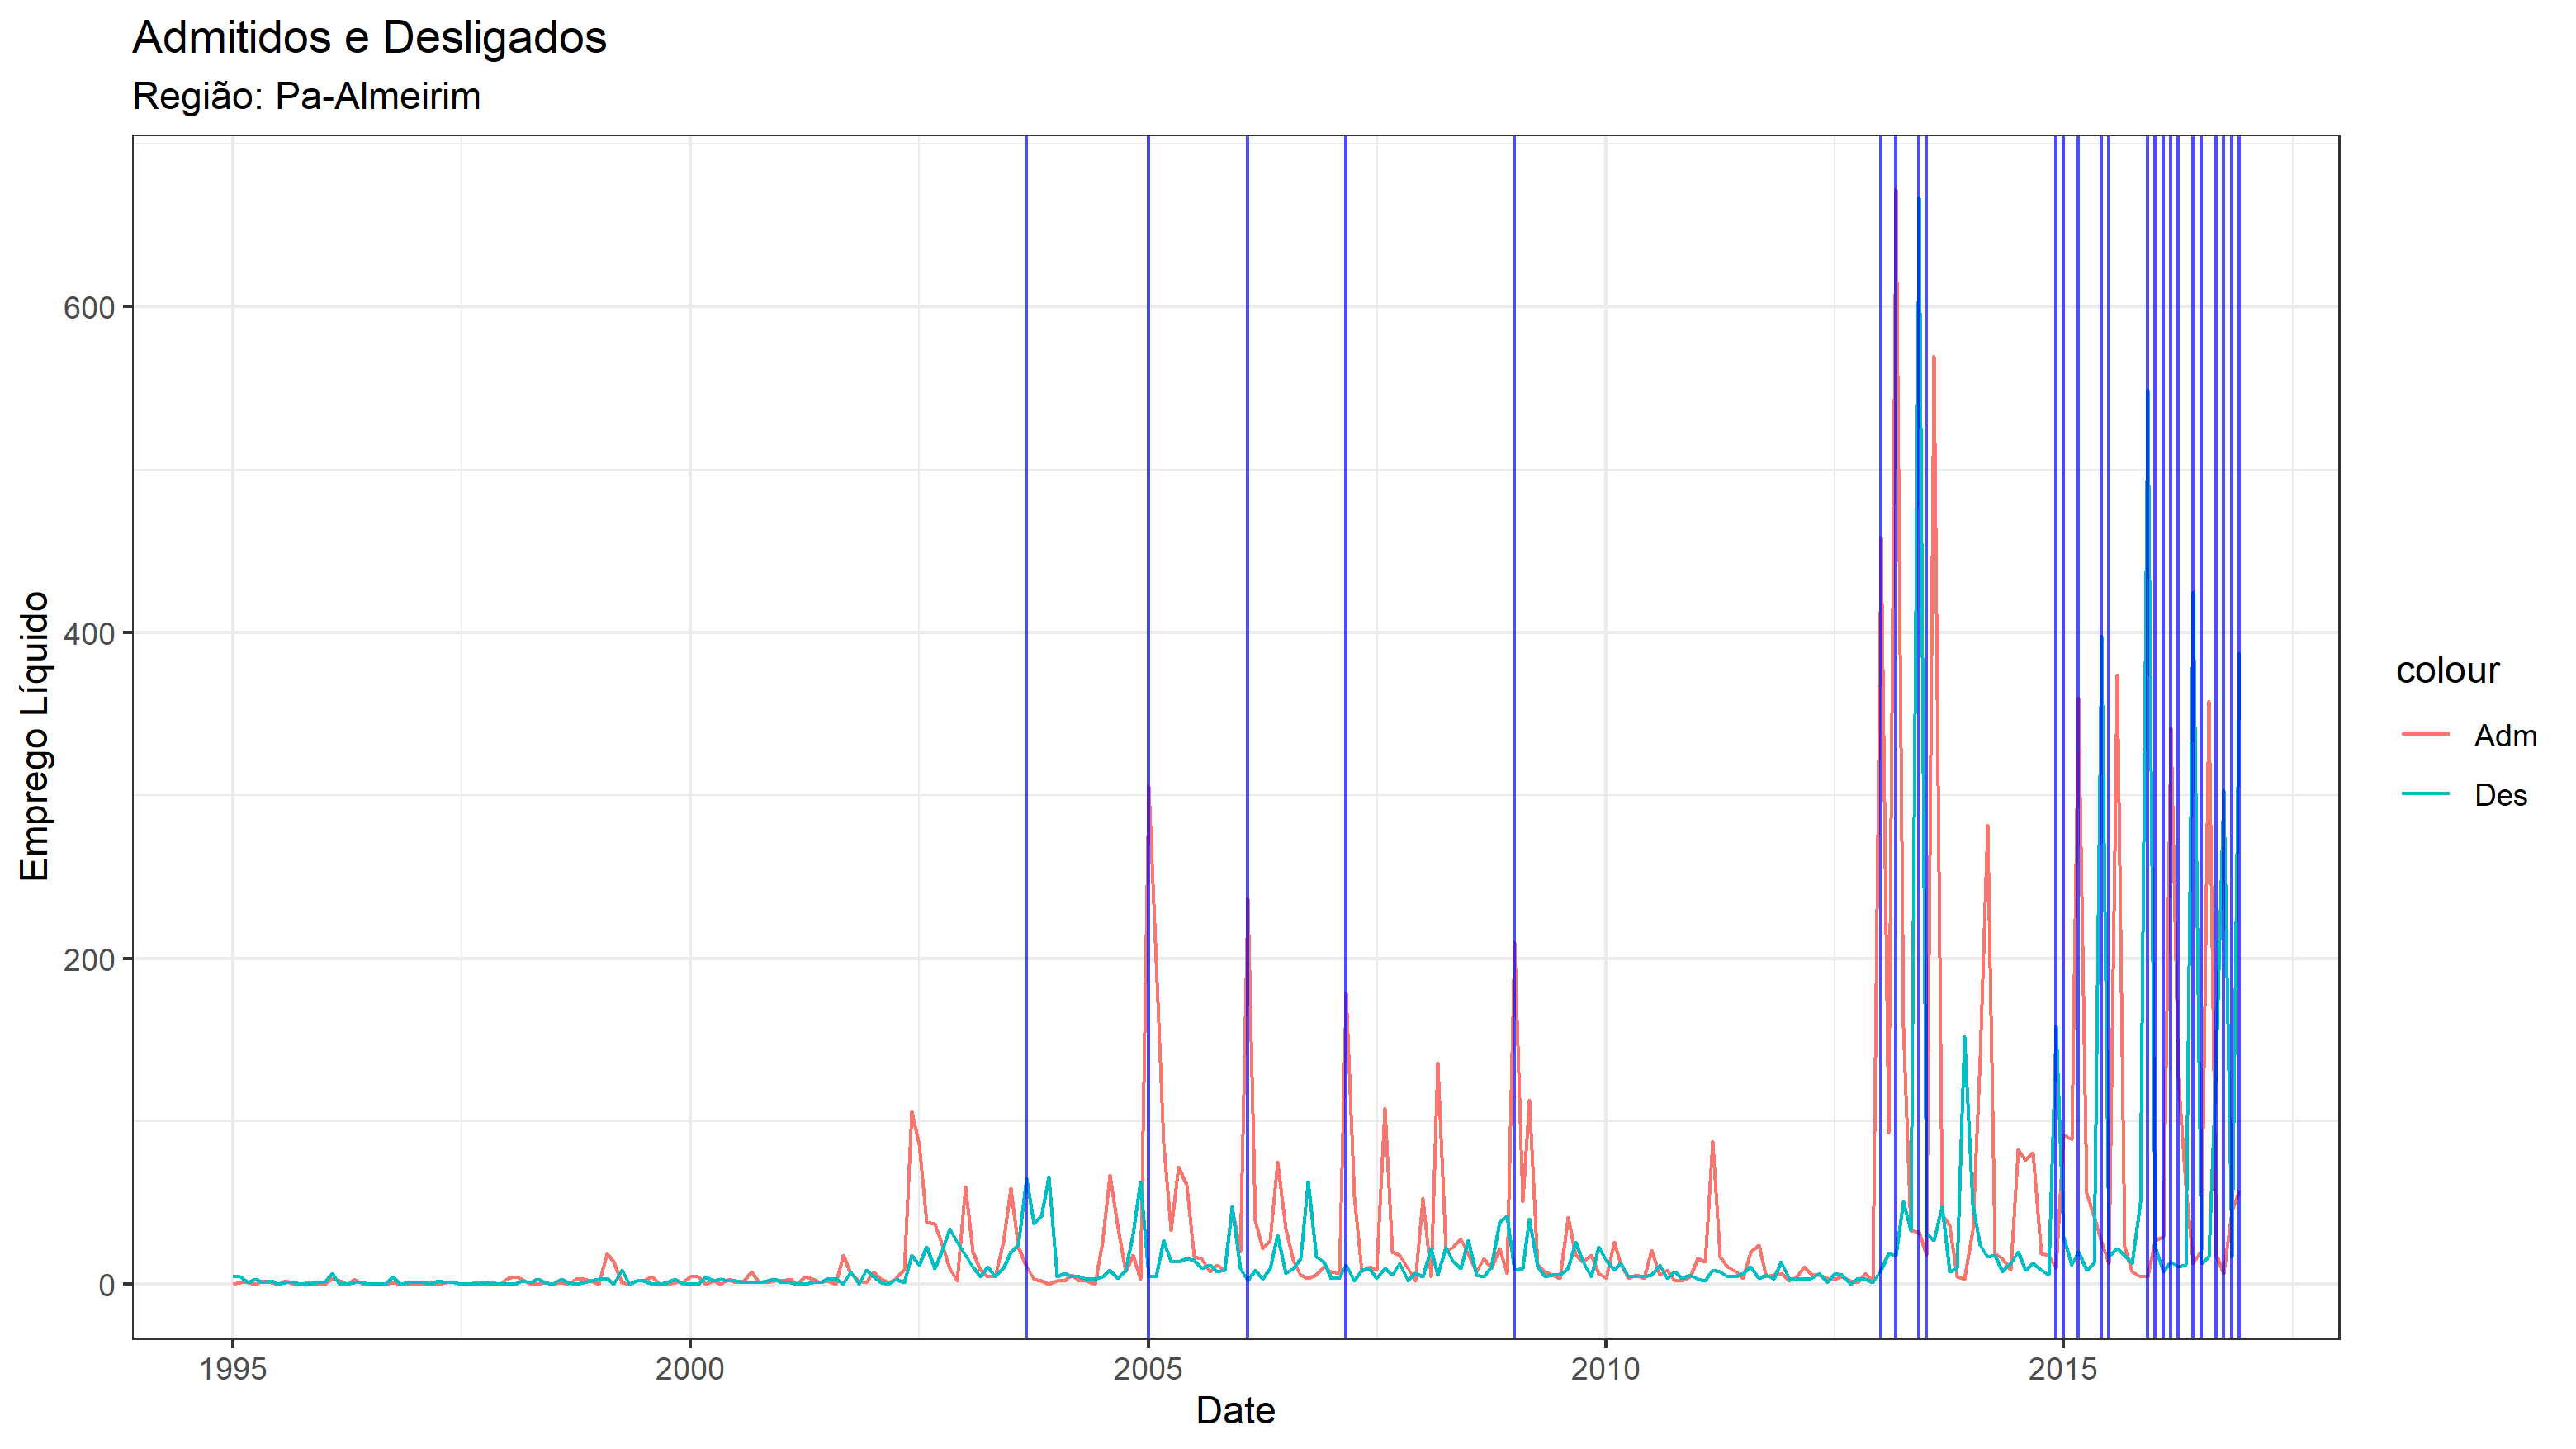 Admitidos e Desligados
Região: Pa-Almeirim
Emprego Líquido
600
400
200
0
1995
2000
2005
2010
2015
Date
colour
Adm
Des